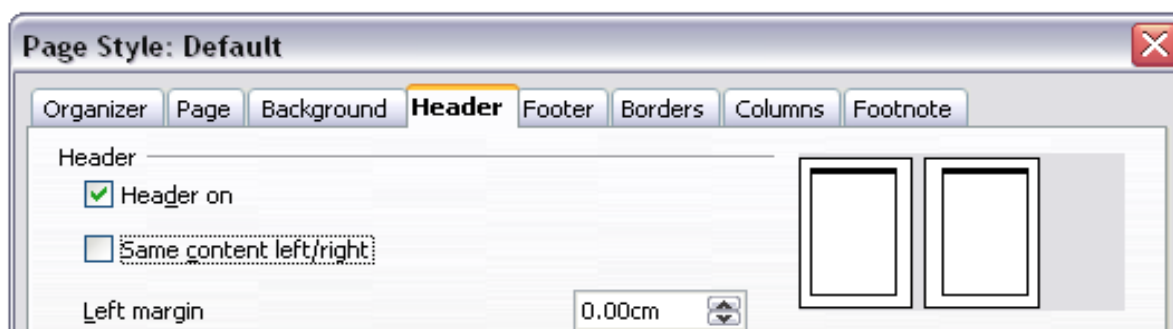 Page Style: Default
Organizer Page Background Header Footer Borders Columns Footnote
Header
Header on
Same content left/right
Left margin 0.00cm